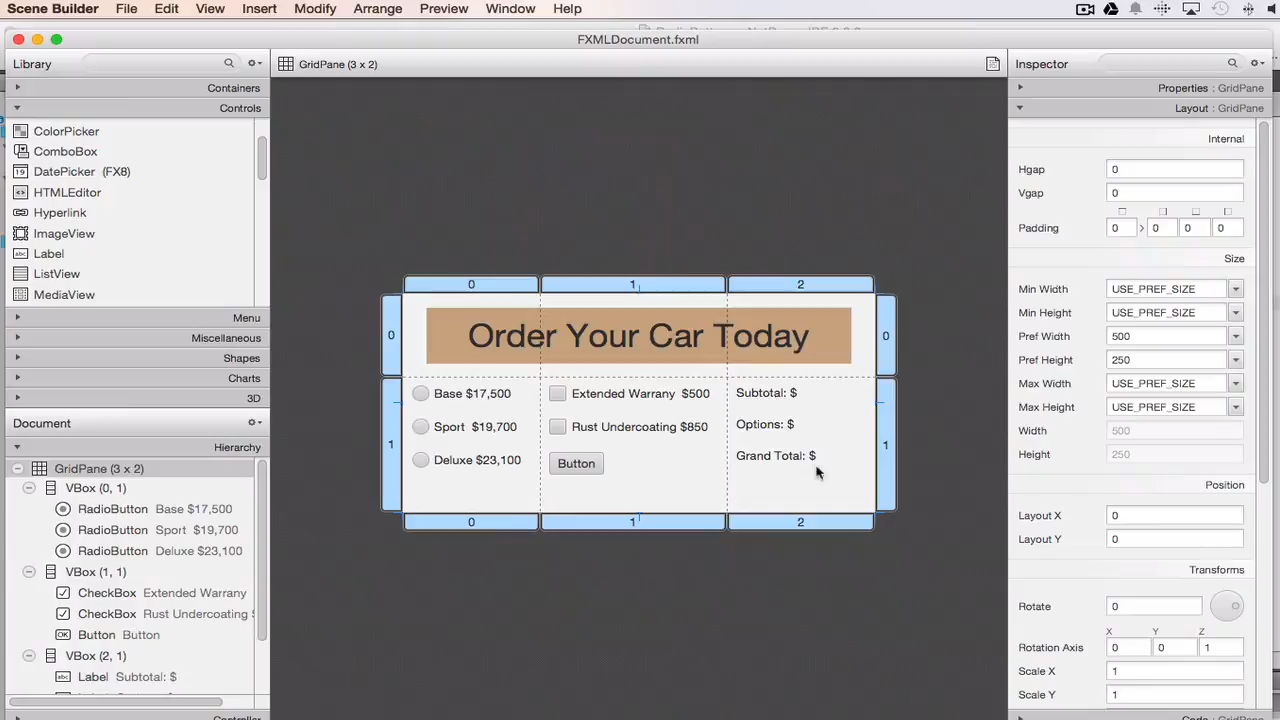 Scene Builder File Edit View Insert Modify Arrange Preview Window Help
FXMLDocument.fxml
Library
GridPane (3 x 2)
Inspector
Containers
Controls
ColorPicker
ComboBox
DatePicker (FX8)
HTMLEditor
Hyperlink
ImageView
Label
ListView
MediaView
Menu
Miscellaneous
Shapes
Charts
3D
Document
Hierarchy
GridPane (3 x 2)
VBox (0, 1)
RadioButton Base $17,500
RadioButton Sport $19,700
RadioButton Deluxe $23,100
VBox (1, 1)
CheckBox Extended Warrany
CheckBox Rust Undercoating
Button Button
VBox (2, 1)
Label Subtotal: $
0 1 2
0 0
Order Your Car Today
1 1
Base $17,500
Sport $19,700
Deluxe $23,100
Extended Warrany $500
Rust Undercoating $850
Button
Subtotal: $
Options: $
Grand Total: $
0 1 2
Properties : GridPane
Layout : GridPane
Internal
Hgap 0
Vgap 0
Padding 0 > 0 0 0
Size
Min Width USE_PREF_SIZE
Min Height USE_PREF_SIZE
Pref Width 500
Pref Height 250
Max Width USE_PREF_SIZE
Max Height USE_PREF_SIZE
Width 500
Height 250
Position
Layout X 0
Layout Y 0
Transforms
Rotate 0
X Y Z
Rotation Axis 0 0 1
Scale X 1
Scale Y 1